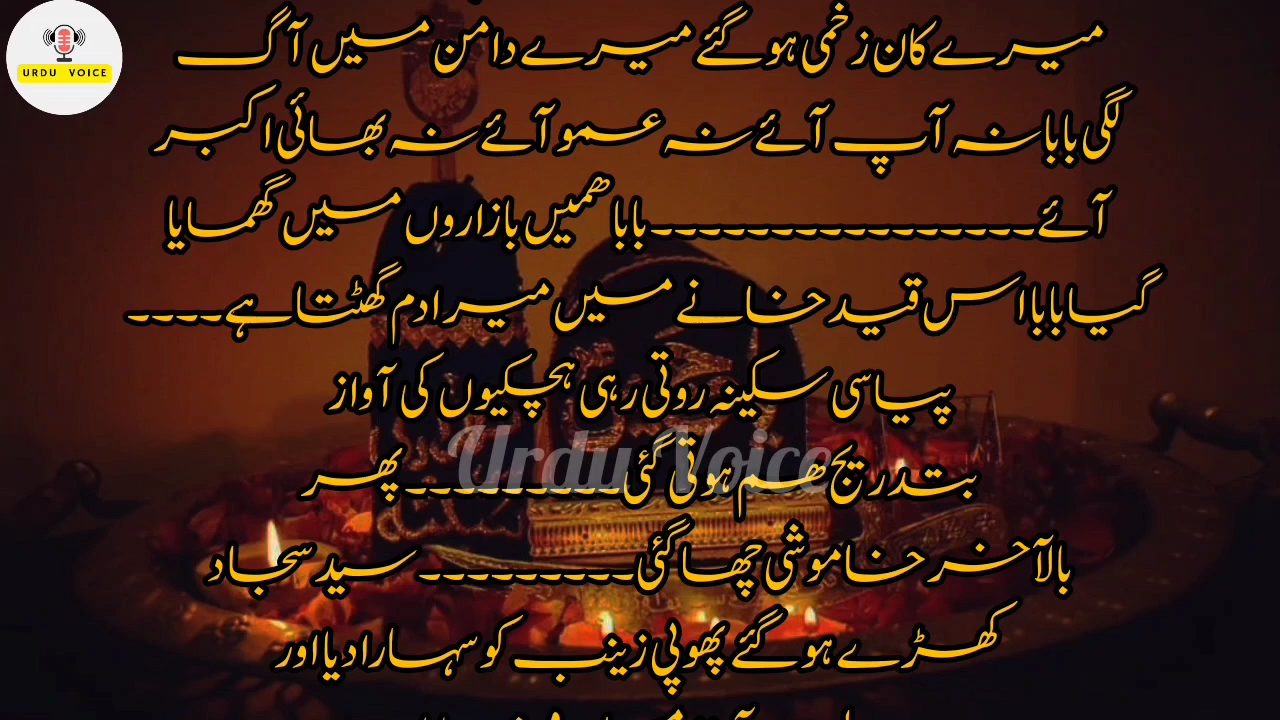 URDU VOICE
میرے کان زخمی ہوگئے میرے دامن میں آگ
لگی بابا نہ آپ آئے نہ عمو آئے نہ بھائی اکبر
آئے۔۔۔۔۔۔۔۔۔۔۔۔۔۔۔۔بابا ھمیں بازاروں میں گھمایا
گیا بابا اس قید خانے میں میرا دم گھٹتا ہے۔۔۔۔
پیاسی سکینہ روتی رہی ہچکیوں کی آواز
بتدریج ھم ہوتی گئی۔۔۔۔۔۔۔۔۔پھر
بالآخر خاموشی چھا گئی۔۔۔۔۔۔۔۔۔سید سجاد
کھڑے ہوگئے پھوپی زینب کو سہارا دیا اور
Urdu Voice